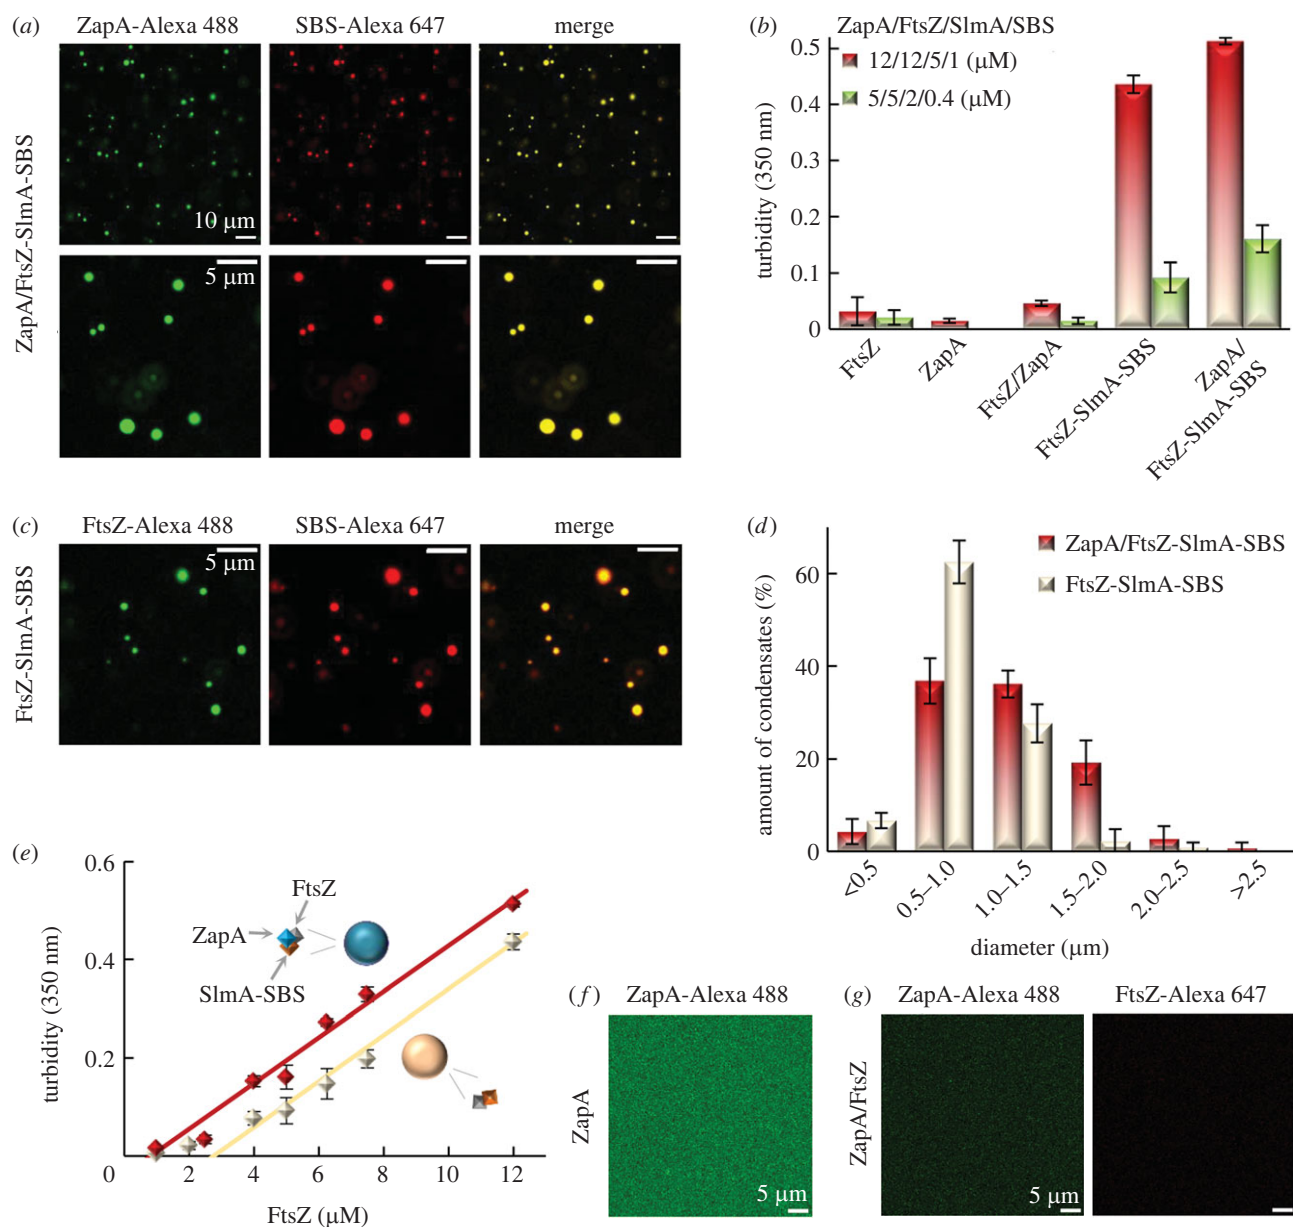 (a) ZapA-Alexa 488 SBS-Alexa 647 merge
ZapA/FtsZ-SlmA-SBS
10 μm
5 μm
(b) ZapA/FtsZ/SlmA/SBS
12/12/5/1 (μM)
5/5/2/0.4 (μM)
turbidity (350 nm)
0.5
0.4
0.3
0.2
0.1
0
FtsZ
ZapA
FtsZ/ZapA
FtsZ-SlmA-SBS
ZapA/
FtsZ-SlmA-SBS
(c) FtsZ-Alexa 488 SBS-Alexa 647 merge
FtsZ-SlmA-SBS
5 μm
(d)
ZapA/FtsZ-SlmA-SBS
FtsZ-SlmA-SBS
amount of condensates (%)
60
40
20
0
<0.5
0.5–1.0
1.0–1.5
1.5–2.0
2.0–2.5
>2.5
diameter (μm)
(e)
0.6
0.4
0.2
turbidity (350 nm)
FtsZ
ZapA
SlmA-SBS
0 2 4 6 8 10 12
FtsZ (μM)
(f) ZapA-Alexa 488
ZapA
5 μm
(g) ZapA-Alexa 488 FtsZ-Alexa 647
ZapA/FtsZ
5 μm